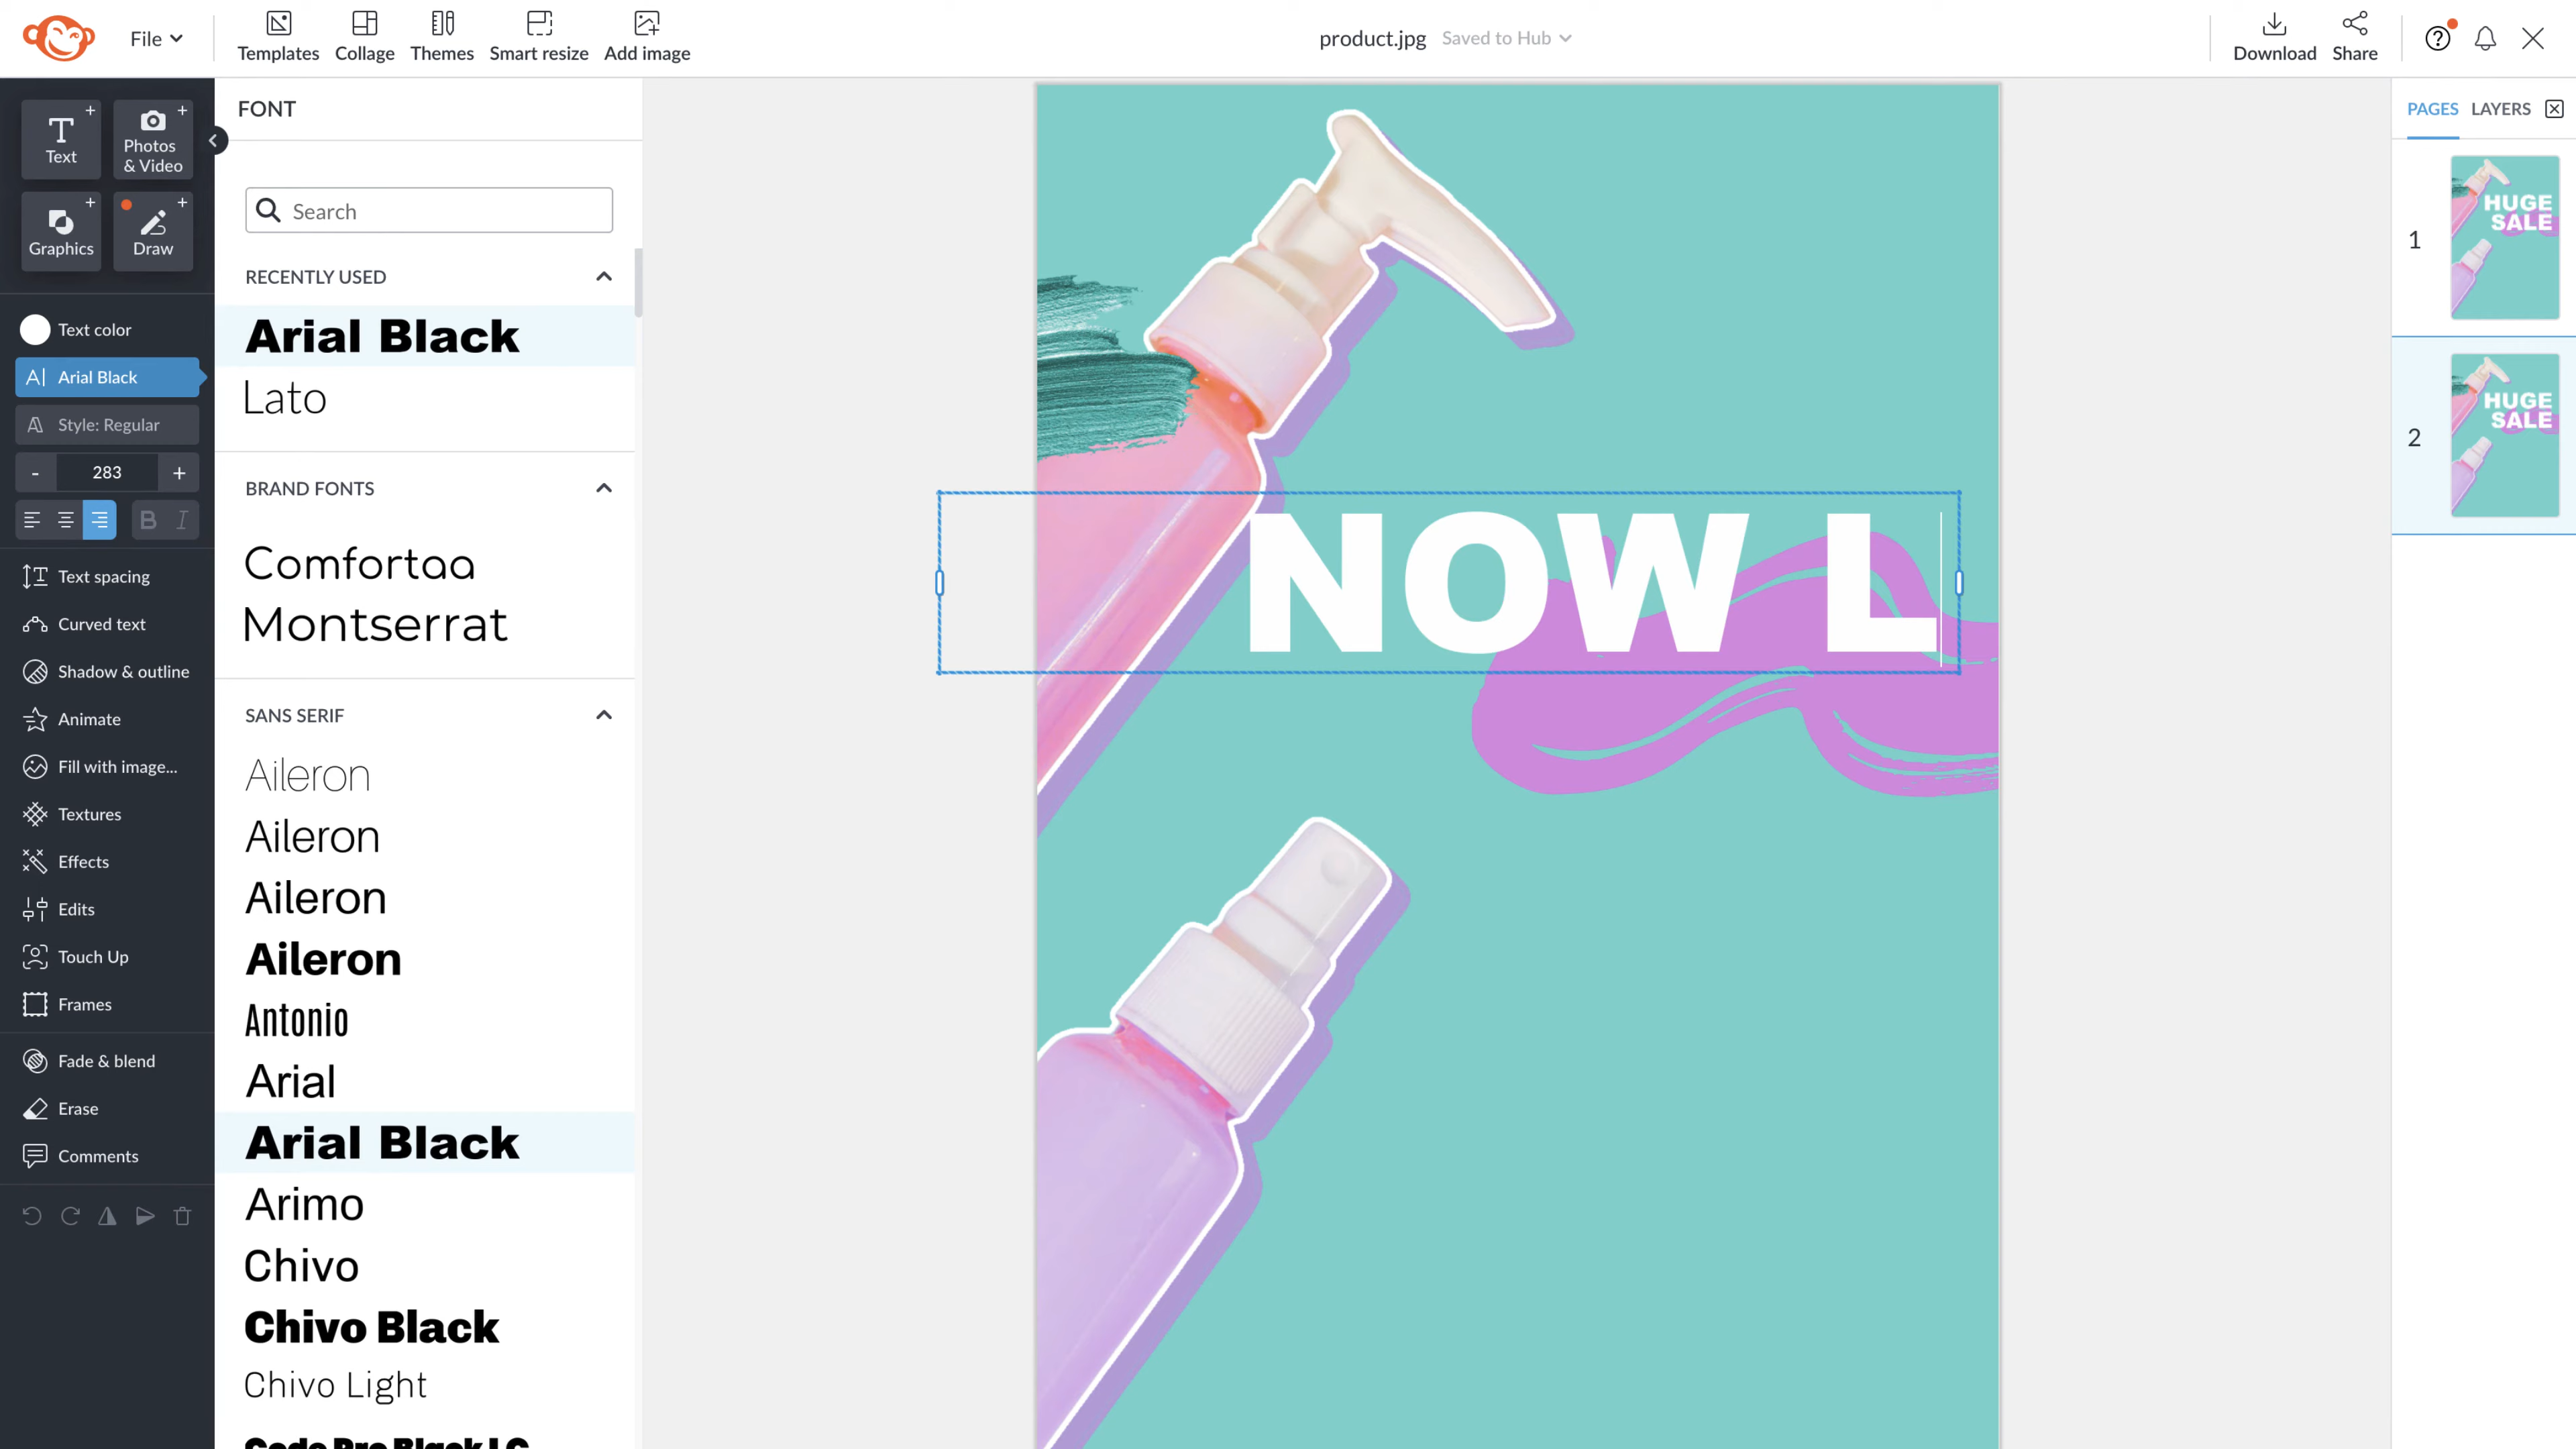 File
Templates
Collage
Themes
Smart resize
Add image
product.jpg
Saved to Hub
Download
Share
Text
Photos
& Video
Graphics
Draw
Text color
Arial Black
Style: Regular
- 283 +
B I
Text spacing
Curved text
Shadow & outline
Animate
Fill with image...
Textures
Effects
Edits
Touch Up
Frames
Fade & blend
Erase
Comments
FONT
Search
RECENTLY USED
Arial Black
Lato
BRAND FONTS
Comfortaa
Montserrat
SANS SERIF
Aileron
Aileron
Aileron
Aileron
Antonio
Arial
Arial Black
Arimo
Chivo
Chivo Black
Chivo Light
Code Pro Black LC
NOW L
PAGES LAYERS
1
HUGE
SALE
2
HUGE
SALE